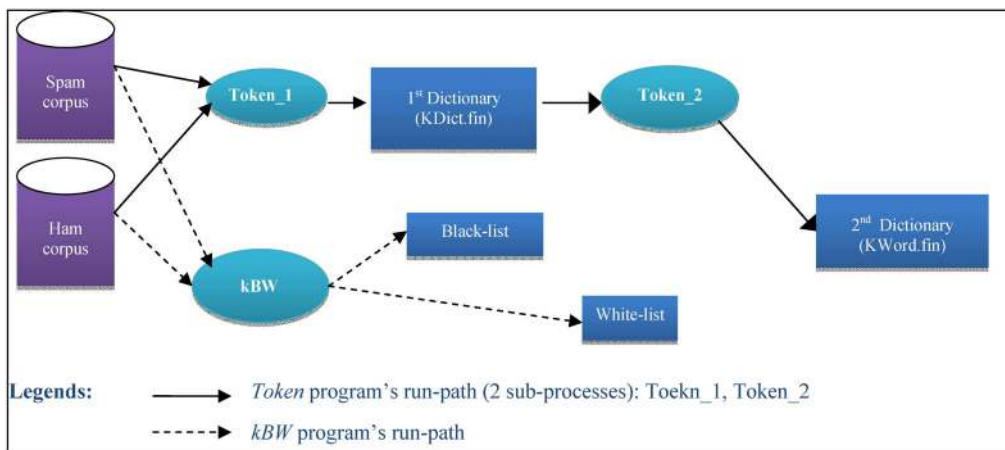 Spam
corpus
Token_1
1st Dictionary
(KDict.fin)
Token_2
Ham
corpus
Black-list
2nd Dictionary
(KWord.fin)
kBW
White-list
Legends:
Token program's run-path (2 sub-processes): Toekn_1, Token_2
kBW program's run-path